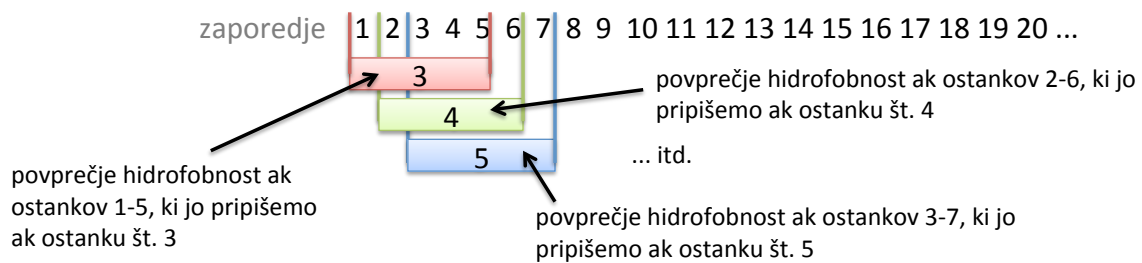 zaporedje 1 2 3 4 5 6 7 8 9 10 11 12 13 14 15 16 17 18 19 20 ...
3
4
5
povprečje hidrofobnost ak ostankov 2-6, ki jo
pripišemo ak ostanku št. 4
... itd.
povprečje hidrofobnost ak
ostankov 1-5, ki jo pripišemo
ak ostanku št. 3
povprečje hidrofobnost ak ostankov 3-7, ki jo
pripišemo ak ostanku št. 5